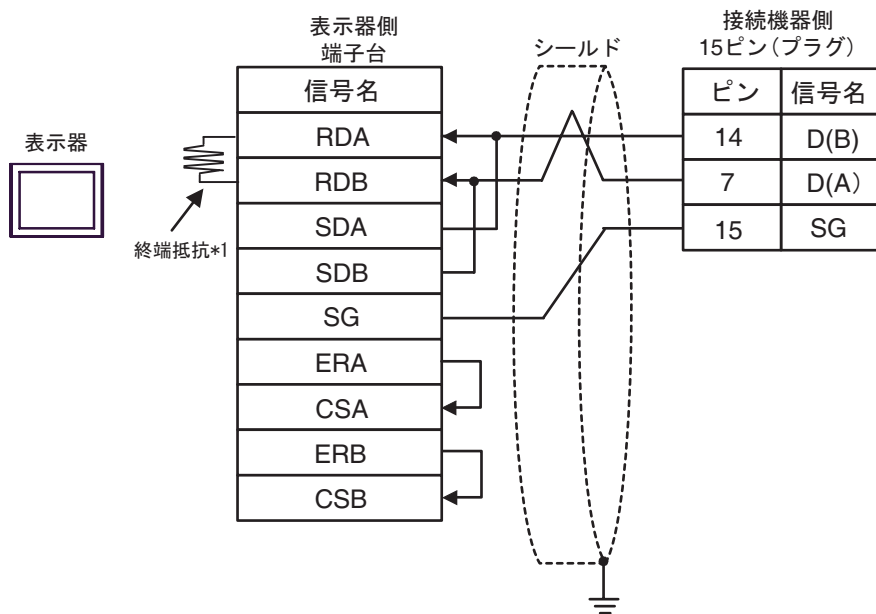 表示器側
端子台
シールド
接続機器側
15ピン(プラグ)
信号名
ピン 信号名
表示器
RDA
14 D(B)
RDB
7 D(A)
SDA
15 SG
終端抵抗*1
SDB
SG
ERA
CSA
ERB
CSB